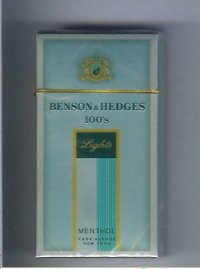 BENSON & HEDGES
100's
Lights
MENTHOL
PARK AVENUE
NEW YORK